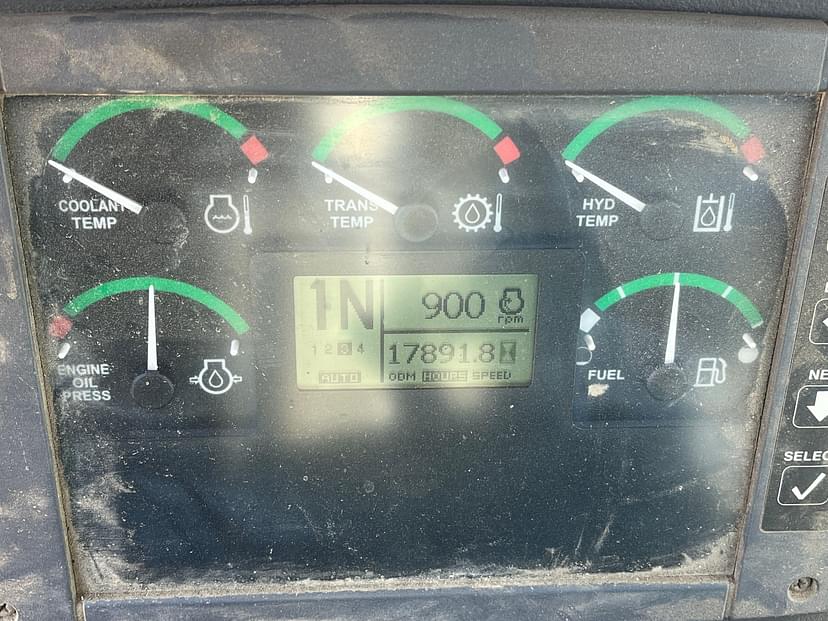 COOLANT
TEMP
TRANS
TEMP
HYD
TEMP
1N
900
rpm
1 2 3 4
17891.8
AUTO
ODM HOURS SPEED
ENGINE
OIL
PRESS
FUEL
NE
SELEC